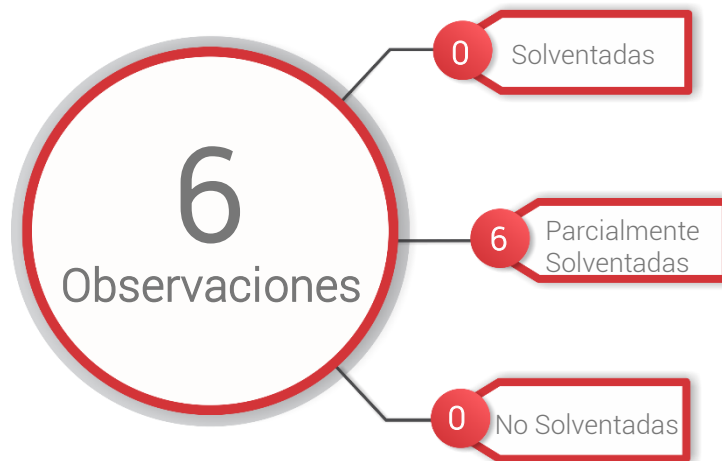 6
Observaciones
0
Solventadas
6
Parcialmente
Solventadas
0
No Solventadas